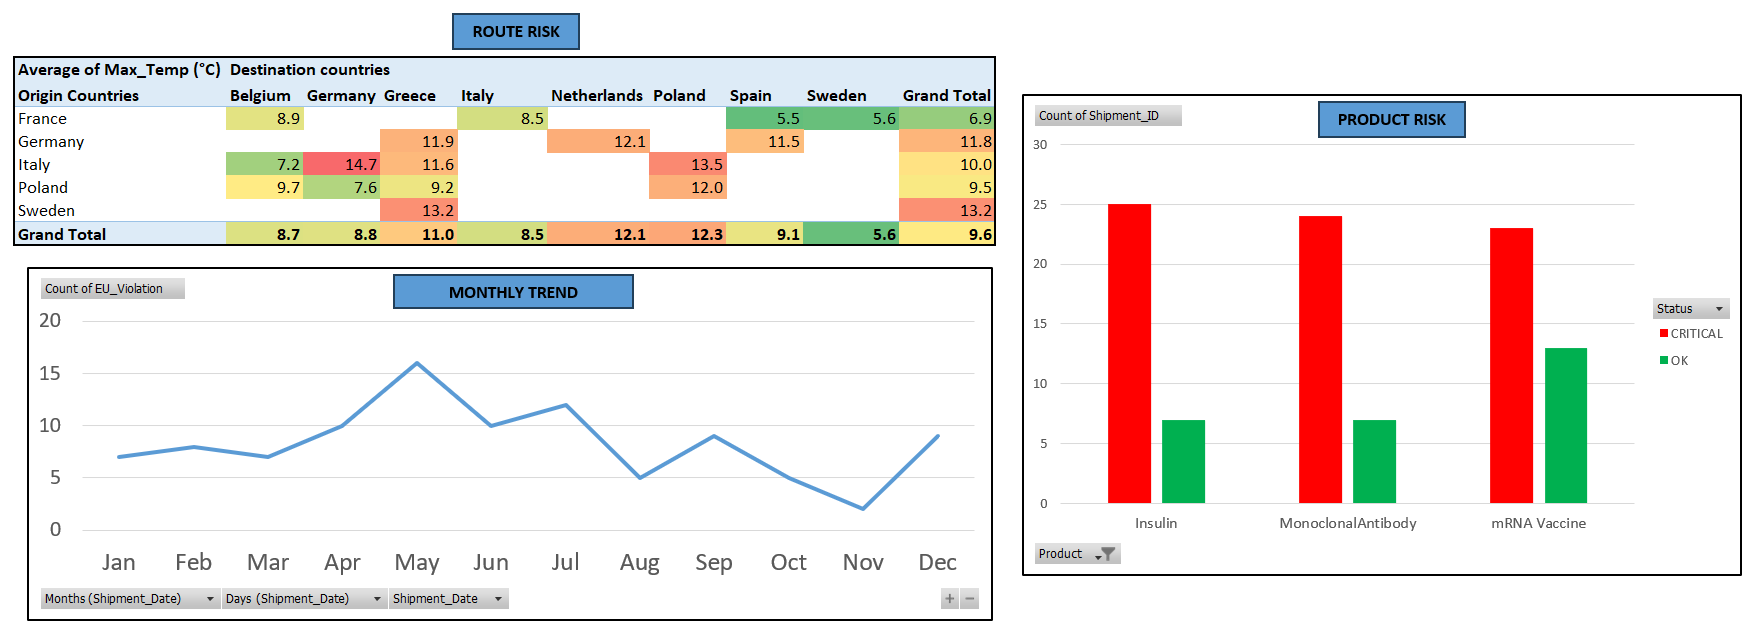 ROUTE RISK
Average of Max_Temp (°C) Destination countries
Origin Countries Belgium Germany Greece Italy Netherlands Poland Spain Sweden Grand Total
France 8.9 8.5 5.5 5.6 6.9
Germany 11.9 12.1 11.5 11.8
Italy 7.2 14.7 11.6 13.5 10.0
Poland 9.7 7.6 9.2 12.0 9.5
Sweden 13.2 13.2
Grand Total 8.7 8.8 11.0 8.5 12.1 12.3 9.1 5.6 9.6
Count of EU_Violation
MONTHLY TREND
20
15
10
5
0
Jan Feb Mar Apr May Jun Jul Aug Sep Oct Nov Dec
Months (Shipment_Date) Days (Shipment_Date) Shipment_Date
Count of Shipment_ID
PRODUCT RISK
30
25
20
15
10
5
0
Insulin MonoclonalAntibody mRNA Vaccine
Status
CRITICAL
OK
Product